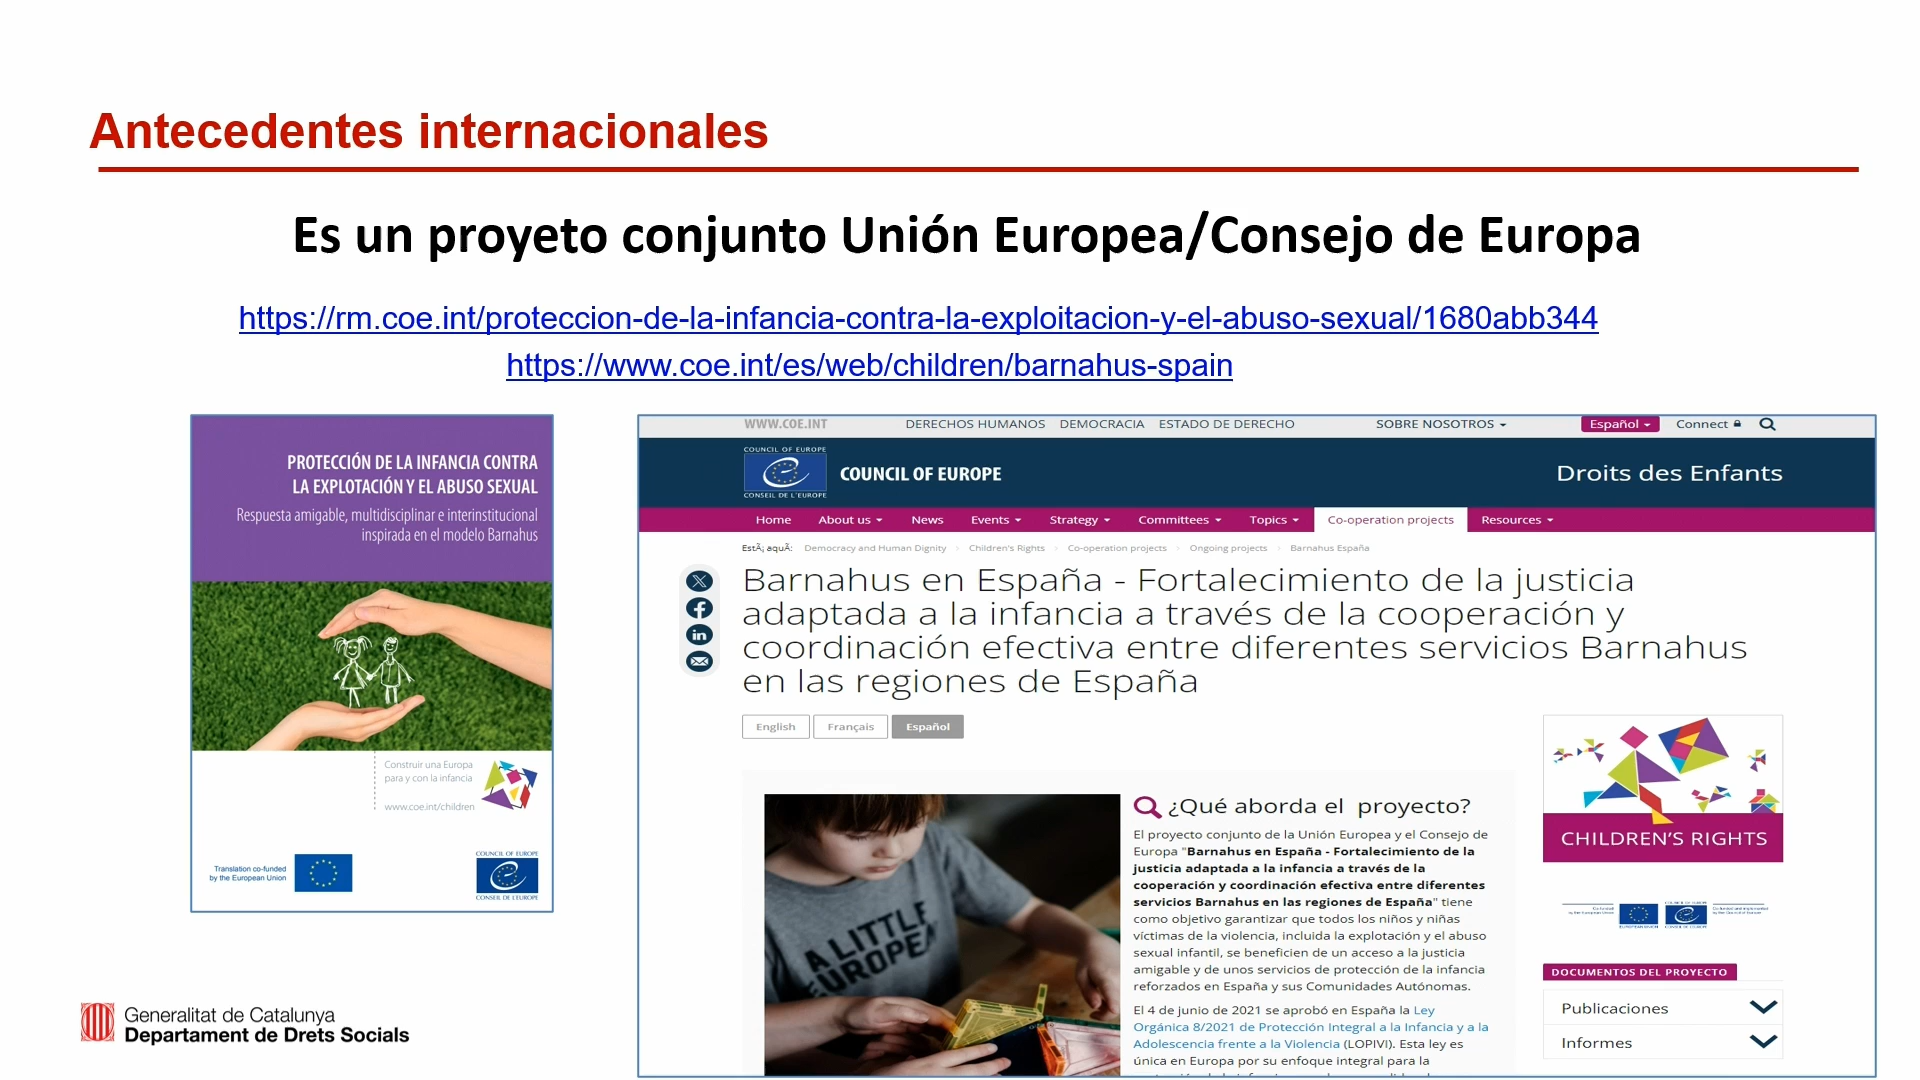 Antecedentes internacionales
Es un proyeto conjunto Unión Europea/Consejo de Europa
https://rm.coe.int/proteccion-de-la-infancia-contra-la-exploitacion-y-el-abuso-sexual/1680abb344
https://www.coe.int/es/web/children/barnahus-spain
PROTECCIÓN DE LA INFANCIA CONTRA
LA EXPLOTACIÓN Y EL ABUSO SEXUAL
Respuesta amigable, multidisciplinar e interinstitucional
inspirada en el modelo Barnahus
Construir una Europa
para y con la infancia
www.coe.int/children
Translation co-funded
by the European Union
COUNCIL OF EUROPE
CONSEIL DE L'EUROPE
WWW.COE.INT
DERECHOS HUMANOS DEMOCRACIA ESTADO DE DERECHO
SOBRE NOSOTROS
Español
Connect
COUNCIL OF EUROPE
CONSEIL DE L'EUROPE
COUNCIL OF EUROPE
Droits des Enfants
Home About us News Events Strategy Committees Topics Co-operation projects Resources
EstÃ¡ aquÃ: Democracy and Human Dignity Children's Rights Co-operation projects Ongoing projects Barnahus España
Barnahus en España - Fortalecimiento de la justicia
adaptada a la infancia a través de la cooperación y
coordinación efectiva entre diferentes servicios Barnahus
en las regiones de España
English Français Español
A LITTLE
EUROPEAN
¿Qué aborda el proyecto?
El proyecto conjunto de la Unión Europea y el Consejo de
Europa "Barnahus en España - Fortalecimiento de la
justicia adaptada a la infancia a través de la
cooperación y coordinación efectiva entre diferentes
servicios Barnahus en las regiones de España" tiene
como objetivo garantizar que todos los niños y niñas
víctimas de la violencia, incluida la explotación y el abuso
sexual infantil, se beneficien de un acceso a la justicia
amigable y de unos servicios de protección de la infancia
reforzados en España y sus Comunidades Autónomas.
El 4 de junio de 2021 se aprobó en España la Ley
Orgánica 8/2021 de Protección Integral a la Infancia y a la
Adolescencia frente a la Violencia (LOPIVI). Esta ley es
única en Europa por su enfoque integral para la
CHILDREN'S RIGHTS
DOCUMENTOS DEL PROYECTO
Publicaciones
Informes
Generalitat de Catalunya
Departament de Drets Socials